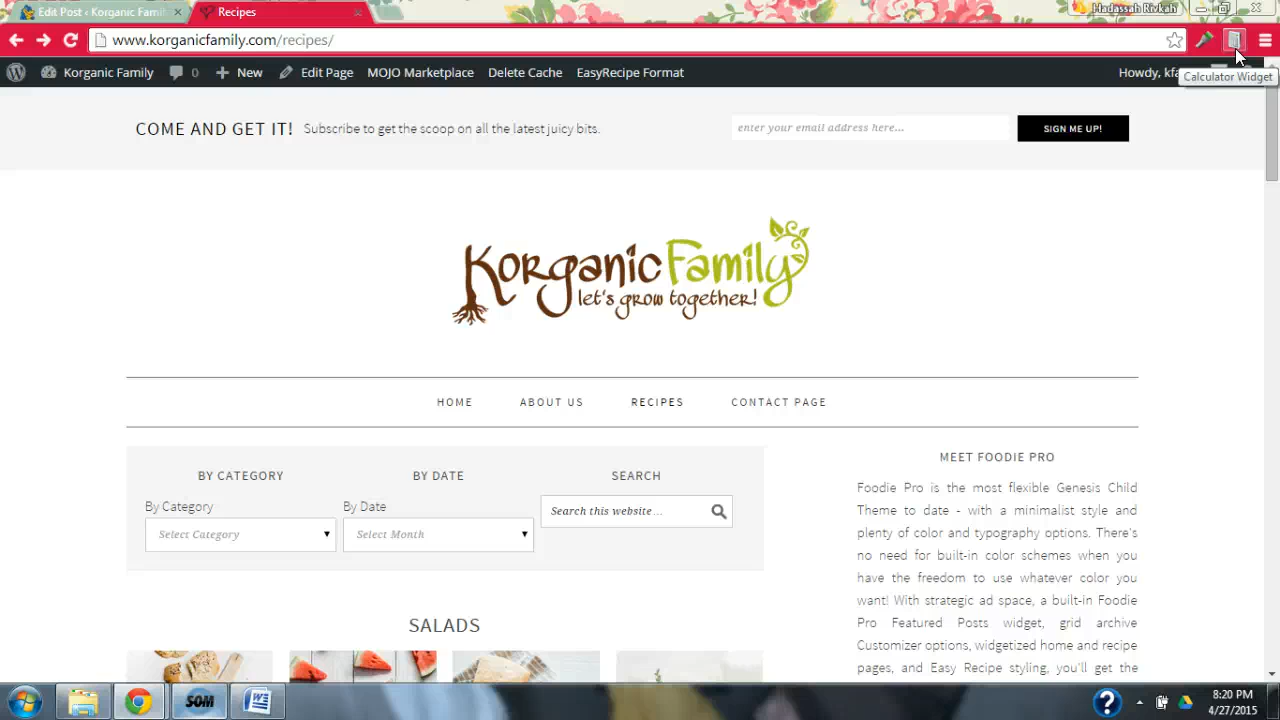 Edit Post ‹ Korganic Famil
Recipes
Hadassah Rivkah
www.korganicfamily.com/recipes/
Calculator Widget
Korganic Family 0 New Edit Page MOJO Marketplace Delete Cache EasyRecipe Format Howdy, kfa
COME AND GET IT! Subscribe to get the scoop on all the latest juicy bits. enter your email address here... SIGN ME UP!
Korganic Family
let's grow together!
HOME ABOUT US RECIPES CONTACT PAGE
BY CATEGORY BY DATE SEARCH
By Category By Date
Search this website...
Select Category Select Month
SALADS
MEET FOODIE PRO
Foodie Pro is the most flexible Genesis Child
Theme to date - with a minimalist style and
plenty of color and typography options. There's
no need for built-in color schemes when you
have the freedom to use whatever color you
want! With strategic ad space, a built-in Foodie
Pro Featured Posts widget, grid archive
Customizer options, widgetized home and recipe
pages, and Easy Recipe styling, you'll get the
SOM
8:20 PM
4/27/2015